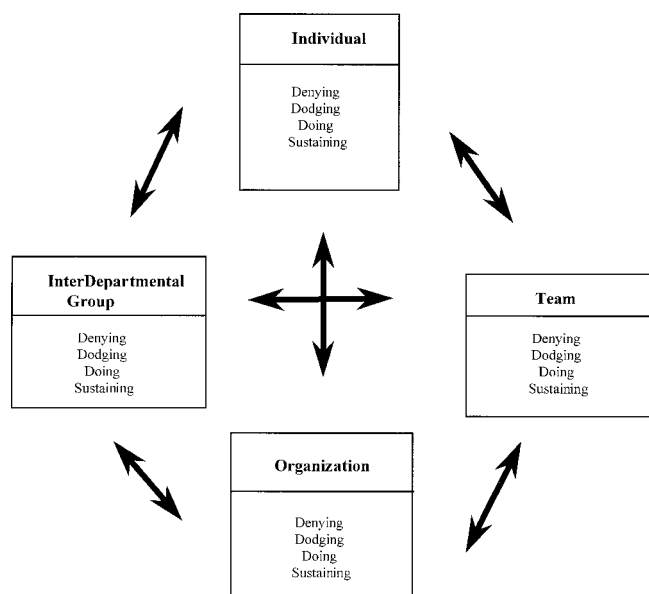 Individual
Denying
Dodging
Doing
Sustaining
InterDepartmental
Group
Denying
Dodging
Doing
Sustaining
Team
Denying
Dodging
Doing
Sustaining
Organization
Denying
Dodging
Doing
Sustaining